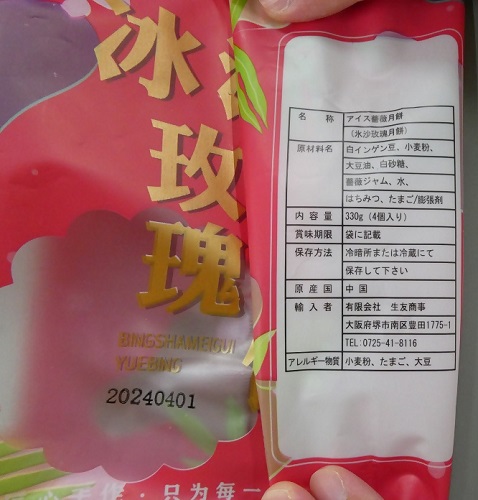 冰沙
玫
瑰
BINGSHAMEIGUI
YUEBING
20240401
只为每一
名 称 アイス薔薇月餅
(氷沙玫瑰月餅)
原材料名 白インゲン豆、小麦粉、
大豆油、白砂糖、
薔薇ジャム、水、
はちみつ、たまご/膨張剤
内 容 量 330g (4個入り)
賞味期限 袋に記載
保存方法 冷暗所または冷蔵にて
保存して下さい
原 産 国 中国
輸 入 者 有限会社 生友商事
大阪府堺市南区豊田1775-1
TEL:0725-41-8116
アレルギー物質 小麦粉、たまご、大豆